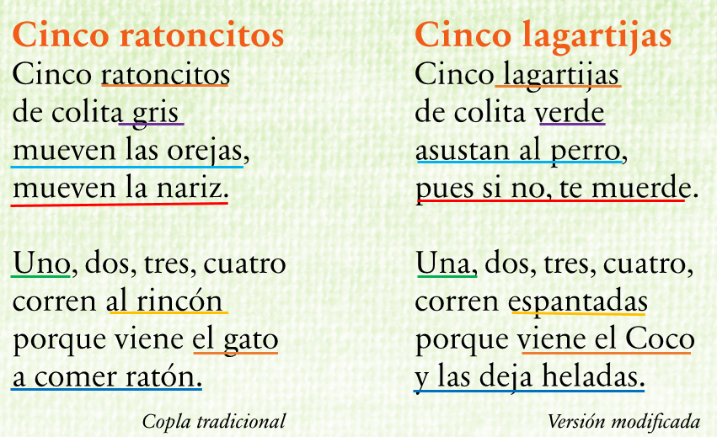 Cinco ratoncitos
Cinco ratoncitos
de colita gris
mueven las orejas,
mueven la nariz.
Uno, dos, tres, cuatro
corren al rincón
porque viene el gato
a comer ratón.
Copla tradicional
Cinco lagartijas
Cinco lagartijas
de colita verde
asustan al perro,
pues si no, te muerde.
Una, dos, tres, cuatro,
corren espantadas
porque viene el Coco
y las deja heladas.
Versión modificada